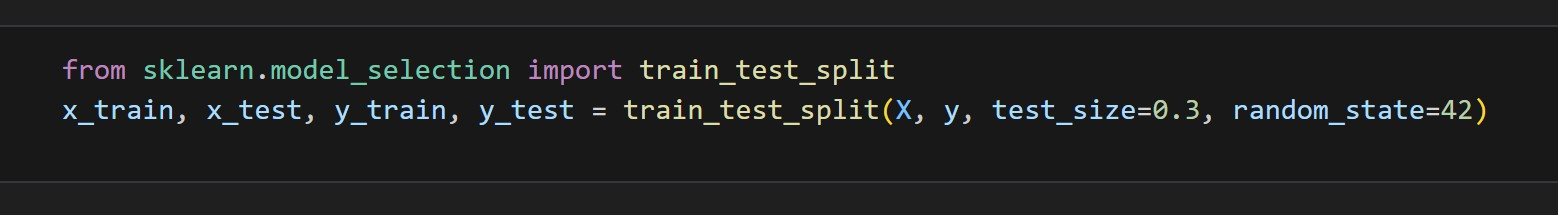 from sklearn.model_selection import train_test_split
x_train, x_test, y_train, y_test = train_test_split(X, y, test_size=0.3, random_state=42)